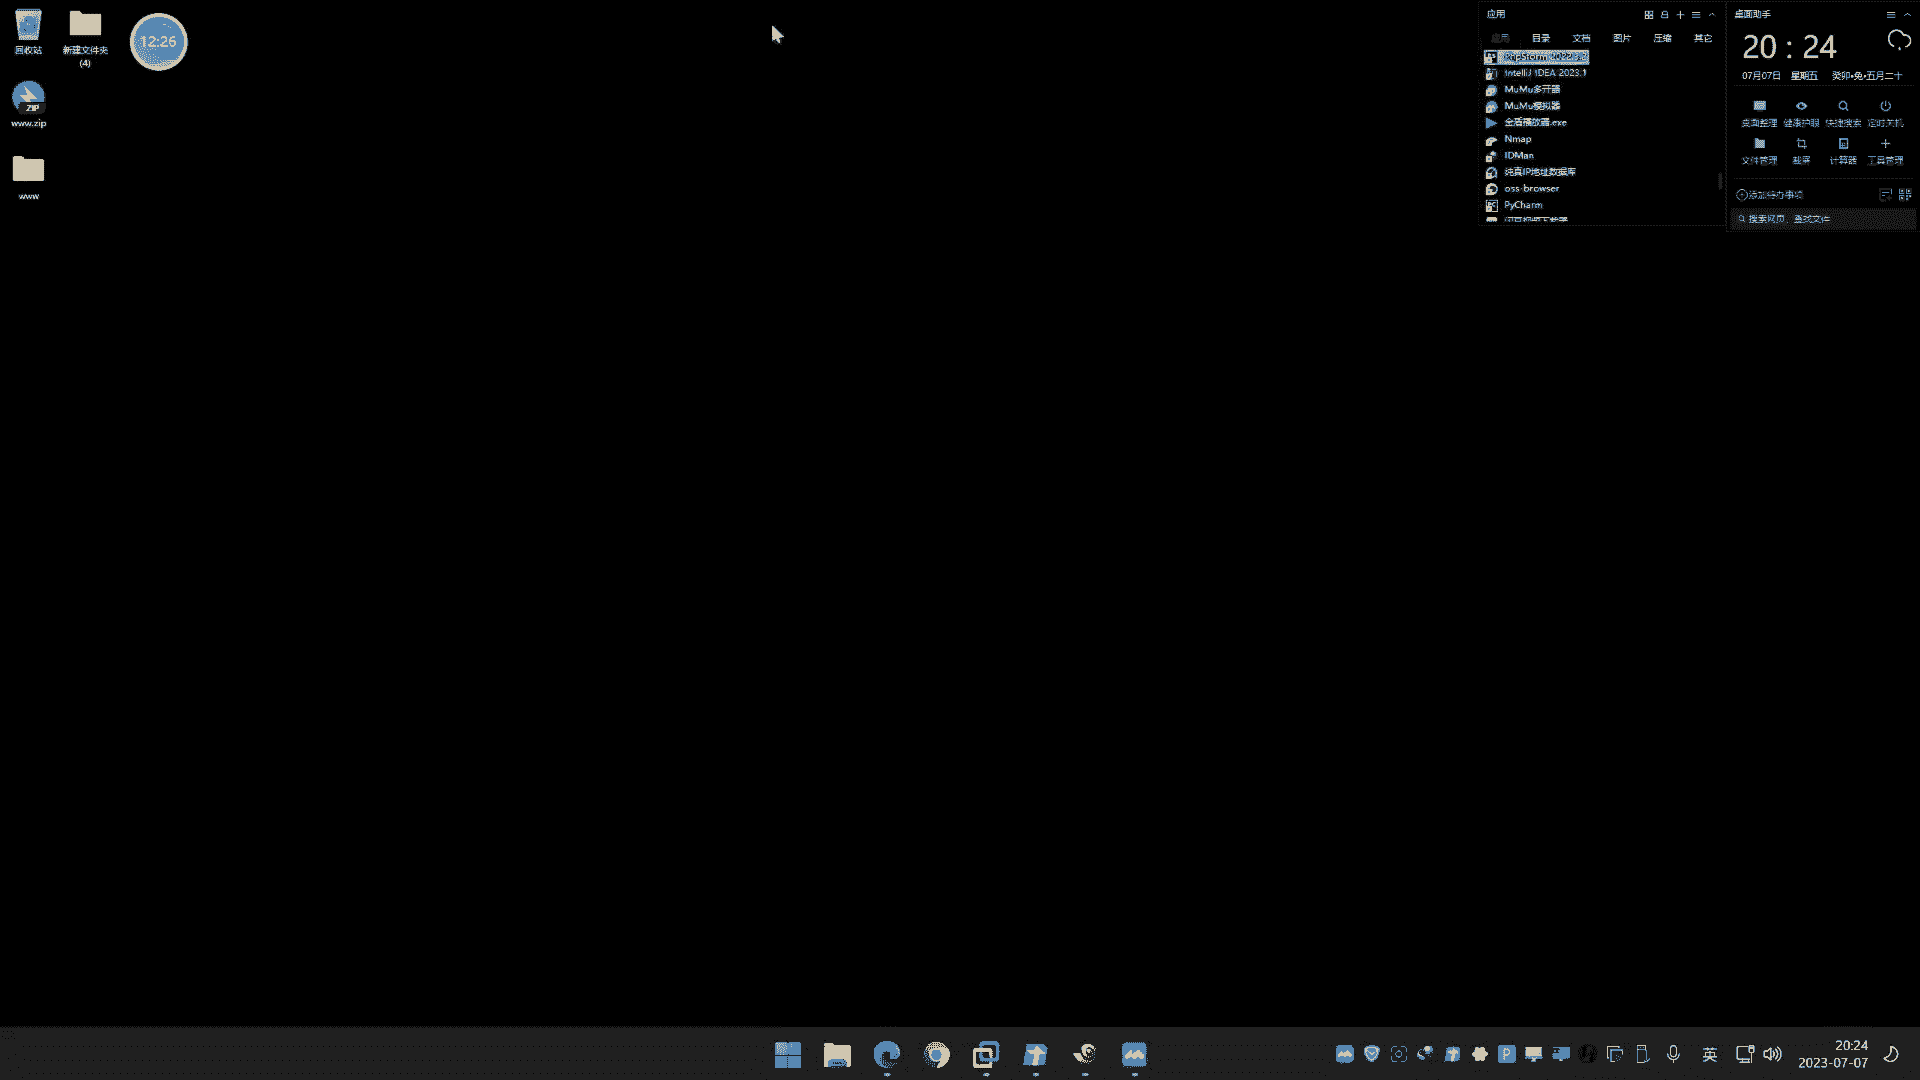 回收站
新建文件夹
(4)
12:26
ZIP
www.zip
www
应用
应用 目录 文档 图片 压缩 其它
PhpStorm 2022.3.2
IntelliJ IDEA 2023.1
MuMu多开器
MuMu模拟器
金盾播放器.exe
Nmap
IDMan
纯真IP地址数据库
oss-browser
PyCharm
桌面助手
20 : 24
07月07日 星期五 癸卯•兔•五月二十
桌面整理 健康护眼 快捷搜索 定时关机
文件管理 截屏 计算器 工具管理
添加待办事项
搜索网页、查找文件
英
20:24
2023-07-07